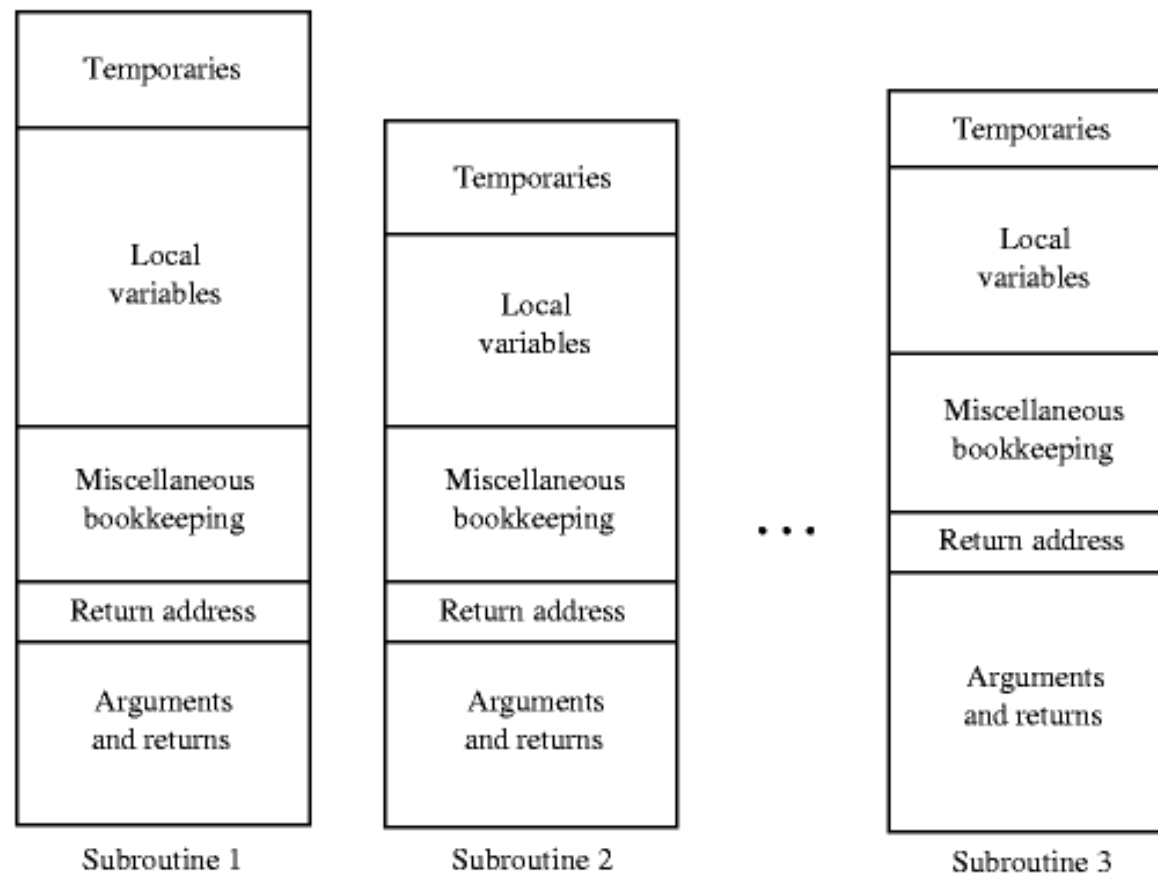 Temporaries
Local
variables
Miscellaneous
bookkeeping
Return address
Arguments
and returns
Subroutine 1
Temporaries
Local
variables
Miscellaneous
bookkeeping
Return address
Arguments
and returns
Subroutine 2
...
Temporaries
Local
variables
Miscellaneous
bookkeeping
Return address
Arguments
and returns
Subroutine 3